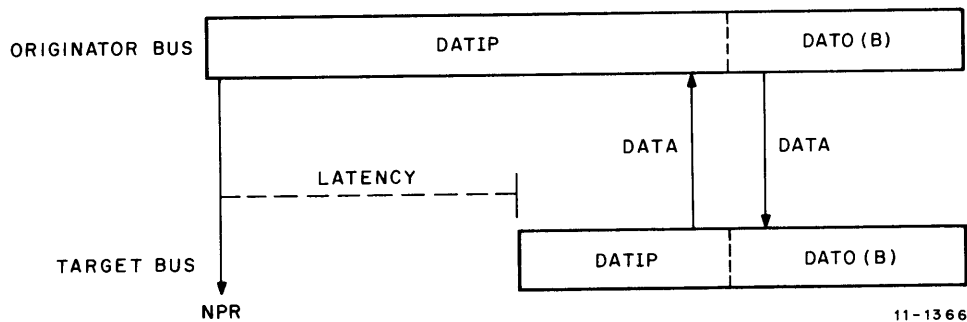 ORIGINATOR BUS
DATIP
DATO (B)
DATA
DATA
LATENCY
TARGET BUS
DATIP
DATO (B)
NPR
11-1366